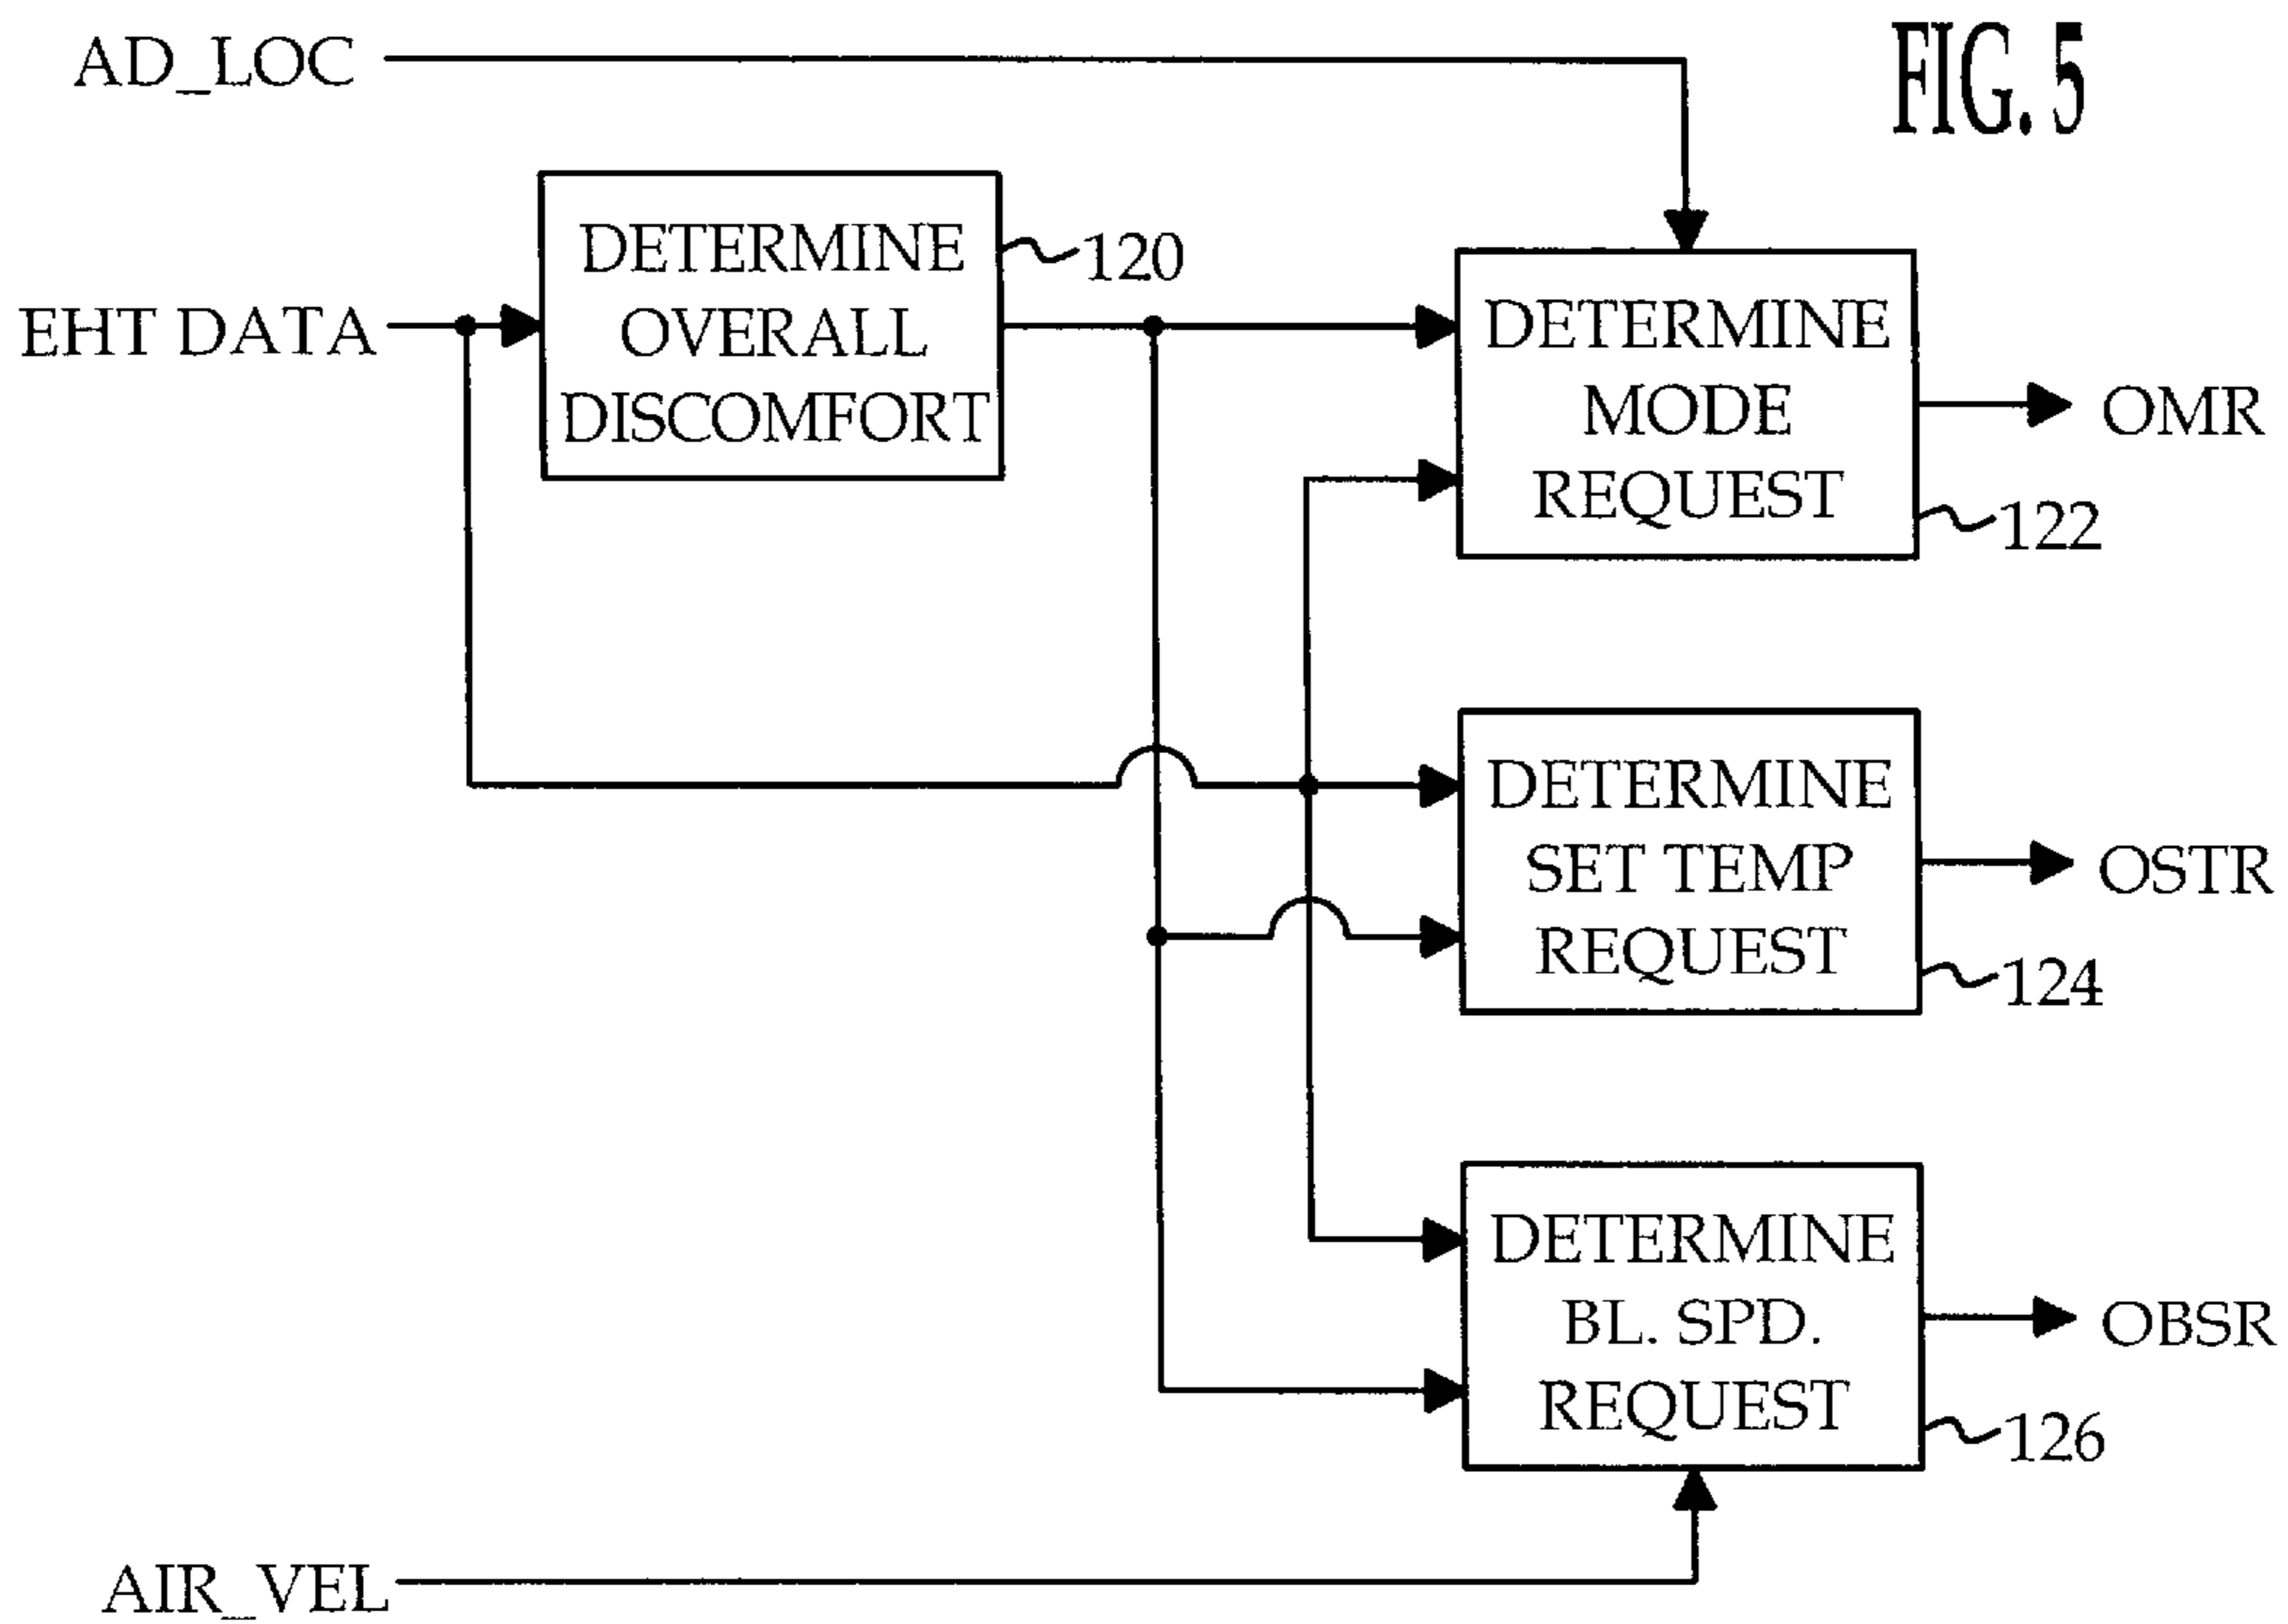 AD_LOC
FIG. 5
DETERMINE
OVERALL
DISCOMFORT
120
EHT DATA
DETERMINE
MODE
REQUEST
122
OMR
DETERMINE
SET TEMP
REQUEST
124
OSTR
DETERMINE
BL. SPD.
REQUEST
126
OBSR
AIR_VEL